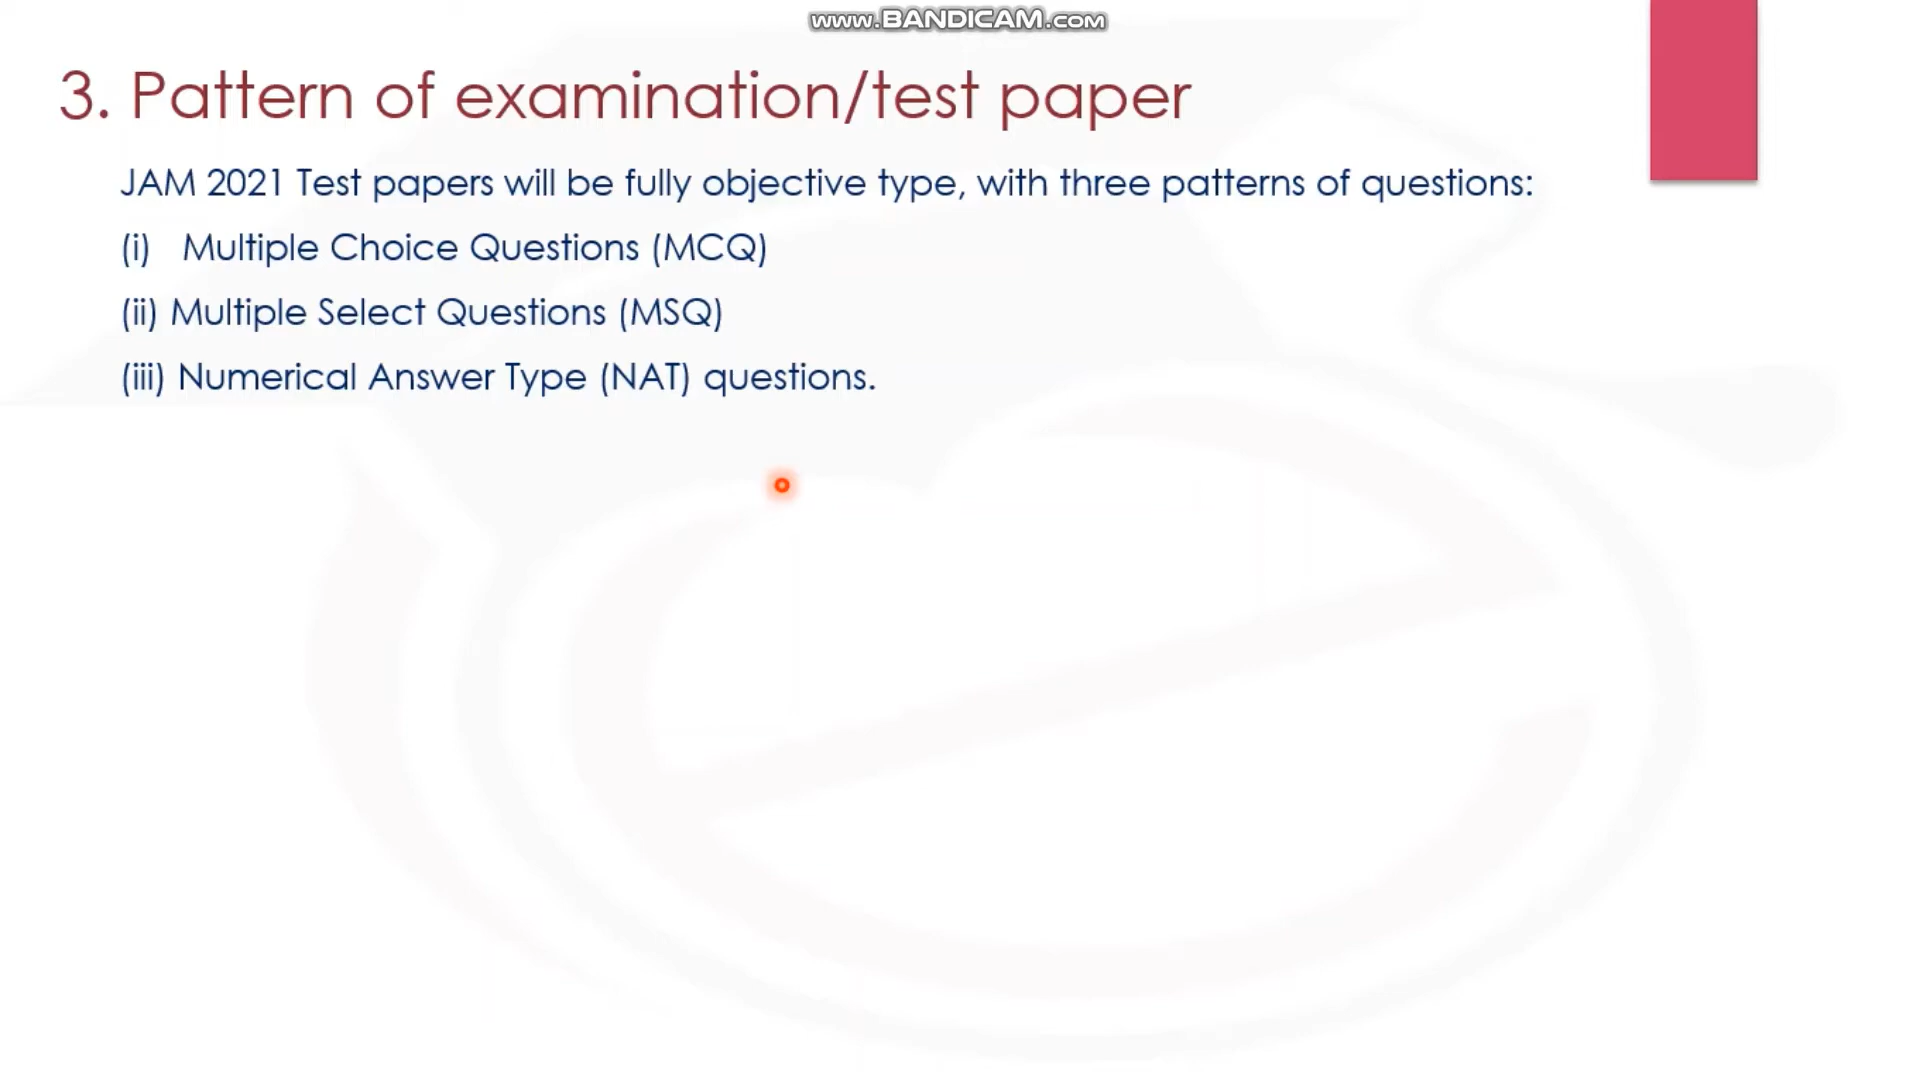 www.BANDICAM.com
3. Pattern of examination/test paper
JAM 2021 Test papers will be fully objective type, with three patterns of questions:
(i) Multiple Choice Questions (MCQ)
(ii) Multiple Select Questions (MSQ)
(iii) Numerical Answer Type (NAT) questions.